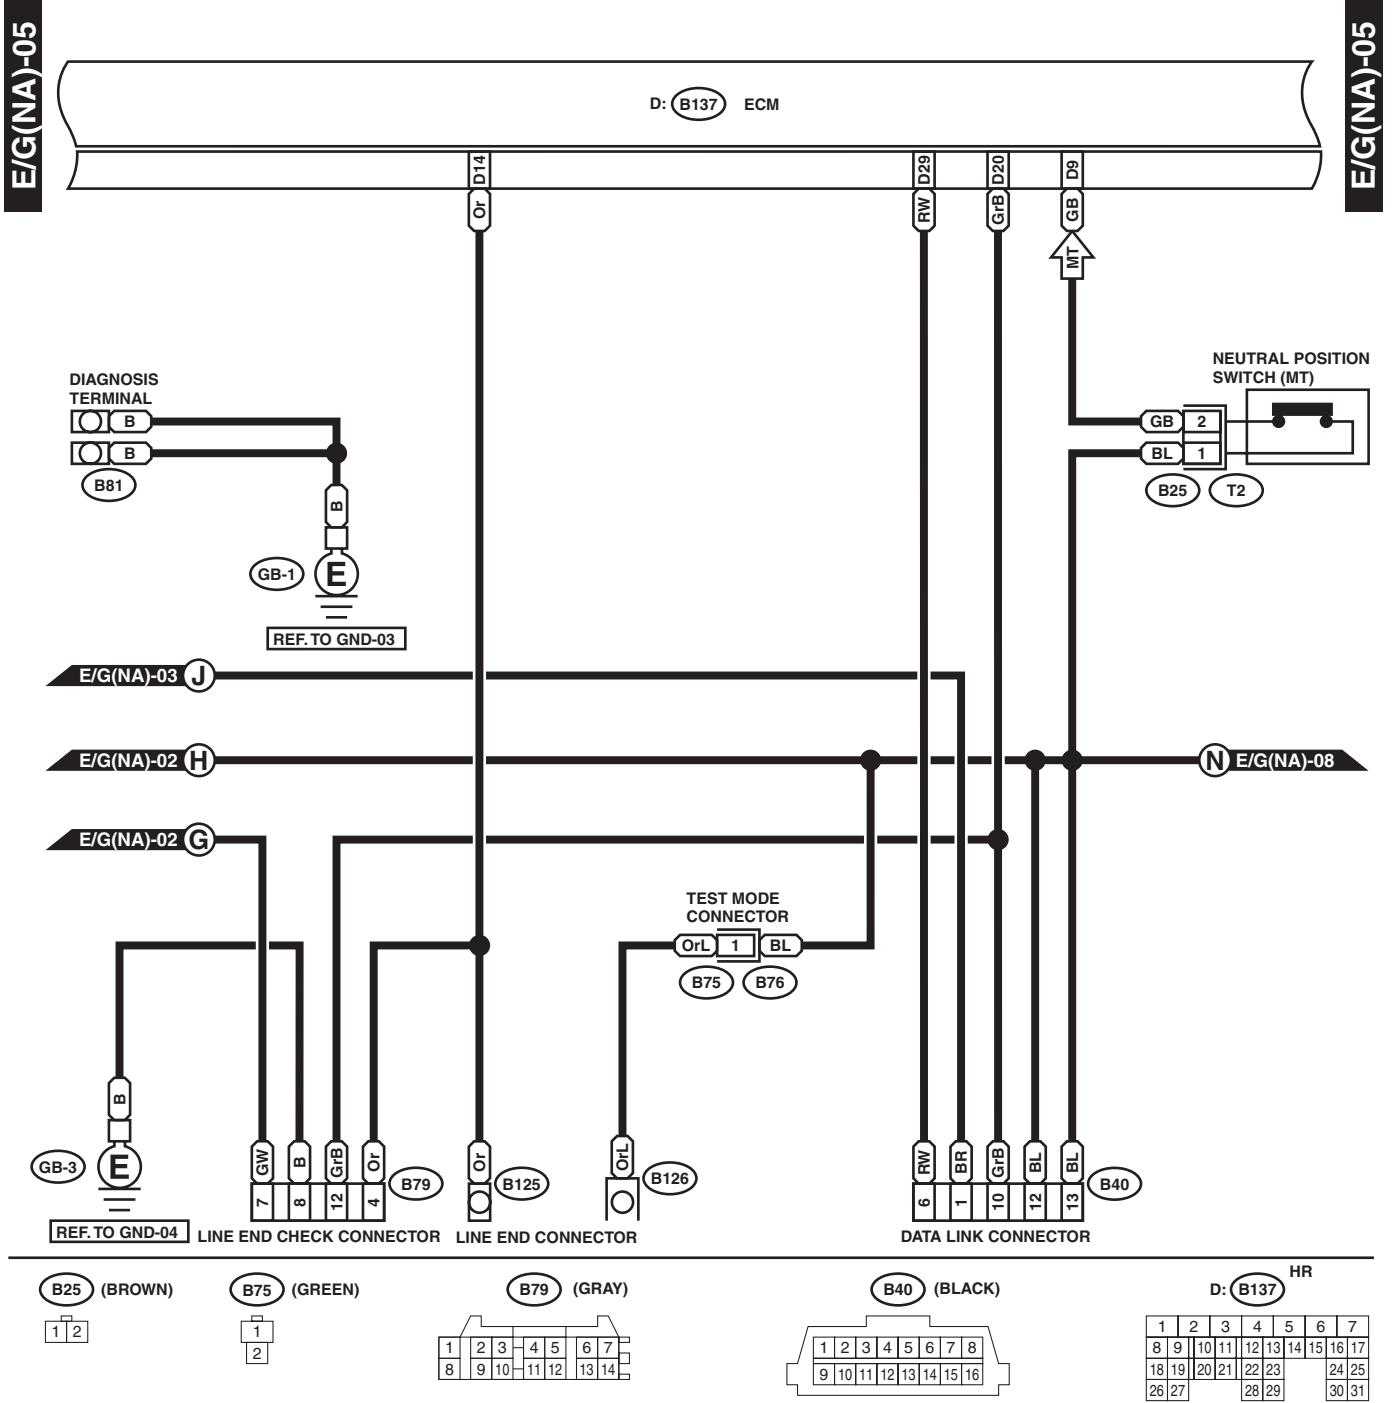 E/G(NA)-05
E/G(NA)-05
D: B137 ECM
D14
D29
D20
D9
Or
RW
GrB
GB
MT
NEUTRAL POSITION
SWITCH (MT)
DIAGNOSIS
TERMINAL
B
GB 2
B
BL 1
B81
B25 T2
B
GB-1 E
REF. TO GND-03
E/G(NA)-03 J
E/G(NA)-02 H
N E/G(NA)-08
E/G(NA)-02 G
TEST MODE
CONNECTOR
OrL 1 BL
B75 B76
B
GB-3 E
REF. TO GND-04
GW B GrB Or
7 8 12 4
B79
LINE END CHECK CONNECTOR
Or
B125
OrL
B126
LINE END CONNECTOR
RW BR GrB BL BL
6 1 10 12 13
B40
DATA LINK CONNECTOR
B25 (BROWN)
1 2
B75 (GREEN)
1
2
B79 (GRAY)
1 2 3 4 5 6 7
8 9 10 11 12 13 14
B40 (BLACK)
1 2 3 4 5 6 7 8
9 10 11 12 13 14 15 16
HR
D: B137
1 2 3 4 5 6 7
8 9 10 11 12 13 14 15 16 17
18 19 20 21 22 23 24 25
26 27 28 29 30 31